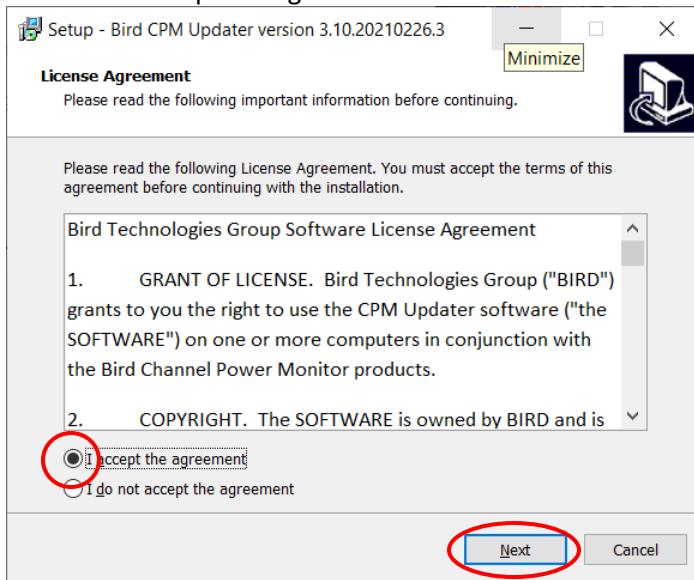 Setup - Bird CPM Updater version 3.10.20210226.3
Minimize
License Agreement
Please read the following important information before continuing.
Please read the following License Agreement. You must accept the terms of this
agreement before continuing with the installation.
Bird Technologies Group Software License Agreement
1. GRANT OF LICENSE. Bird Technologies Group ("BIRD")
grants to you the right to use the CPM Updater software ("the
SOFTWARE") on one or more computers in conjunction with
the Bird Channel Power Monitor products.
2. COPYRIGHT. The SOFTWARE is owned by BIRD and is
I accept the agreement
I do not accept the agreement
Next
Cancel